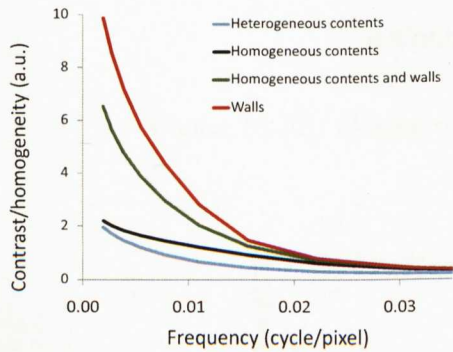 Contrast/homogeneity (a.u.)
10
8
6
4
2
0
Heterogeneous contents
Homogeneous contents
Homogeneous contents and walls
Walls
0.00
0.01
0.02
0.03
Frequency (cycle/pixel)